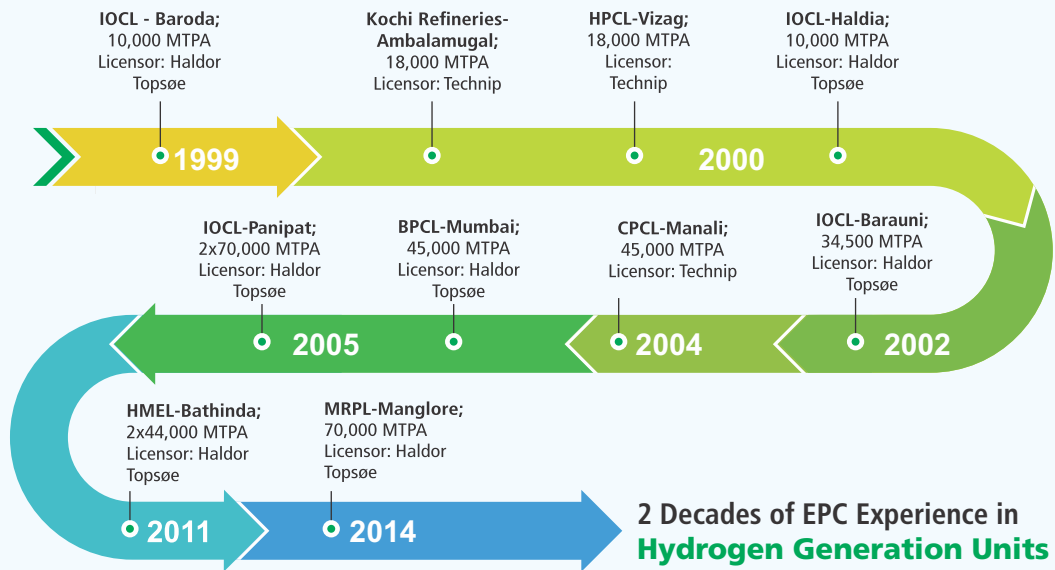 IOCL - Baroda;
10,000 MTPA
Licensor: Haldor
Topsøe
Kochi Refineries-
Ambalamugal;
18,000 MTPA
Licensor: Technip
HPCL-Vizag;
18,000 MTPA
Licensor:
Technip
IOCL-Haldia;
10,000 MTPA
Licensor: Haldor
Topsøe
1999
2000
IOCL-Panipat;
2x70,000 MTPA
Licensor: Haldor
Topsøe
BPCL-Mumbai;
45,000 MTPA
Licensor: Haldor
Topsøe
CPCL-Manali;
45,000 MTPA
Licensor: Technip
IOCL-Barauni;
34,500 MTPA
Licensor: Haldor
Topsøe
2005
2004
2002
HMEL-Bathinda;
2x44,000 MTPA
Licensor: Haldor
Topsøe
MRPL-Manglore;
70,000 MTPA
Licensor: Haldor
Topsøe
2011
2014
2 Decades of EPC Experience in
Hydrogen Generation Units